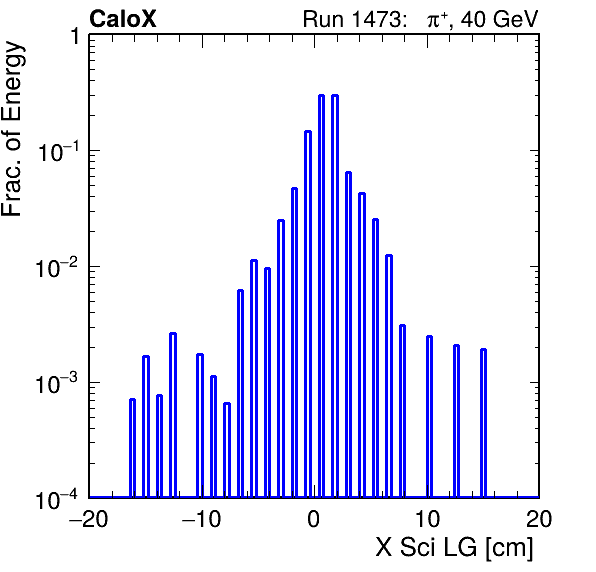 CaloX Run 1473: π⁺, 40 GeV
Frac. of Energy
1
10⁻¹
10⁻²
10⁻³
10⁻⁴
−20 −10 0 10 20
X Sci LG [cm]